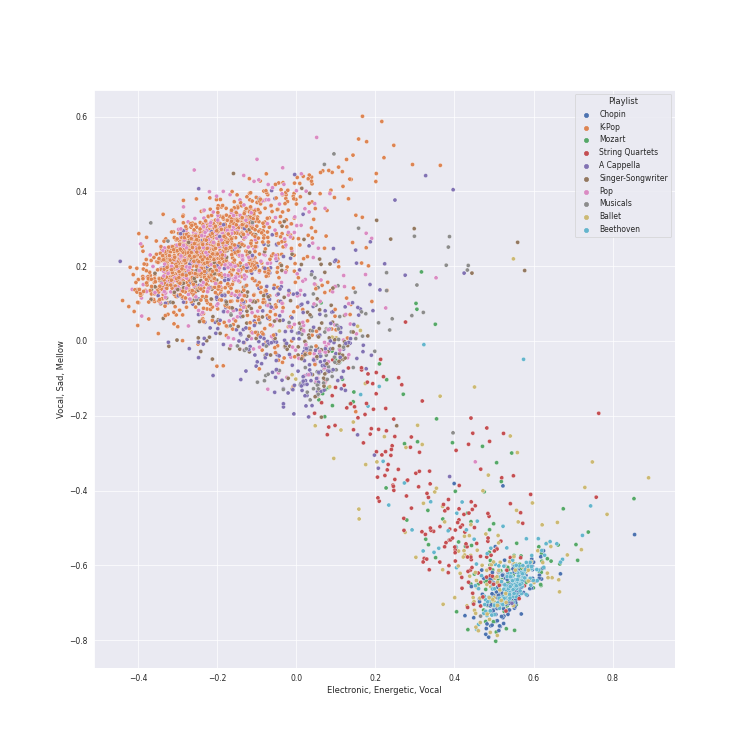 Playlist
Chopin
K-Pop
Mozart
String Quartets
A Cappella
Singer-Songwriter
Pop
Musicals
Ballet
Beethoven
0.6
0.4
0.2
0.0
−0.2
−0.4
−0.6
−0.8
Vocal, Sad, Mellow
−0.4
−0.2
0.0
0.2
0.4
0.6
0.8
Electronic, Energetic, Vocal